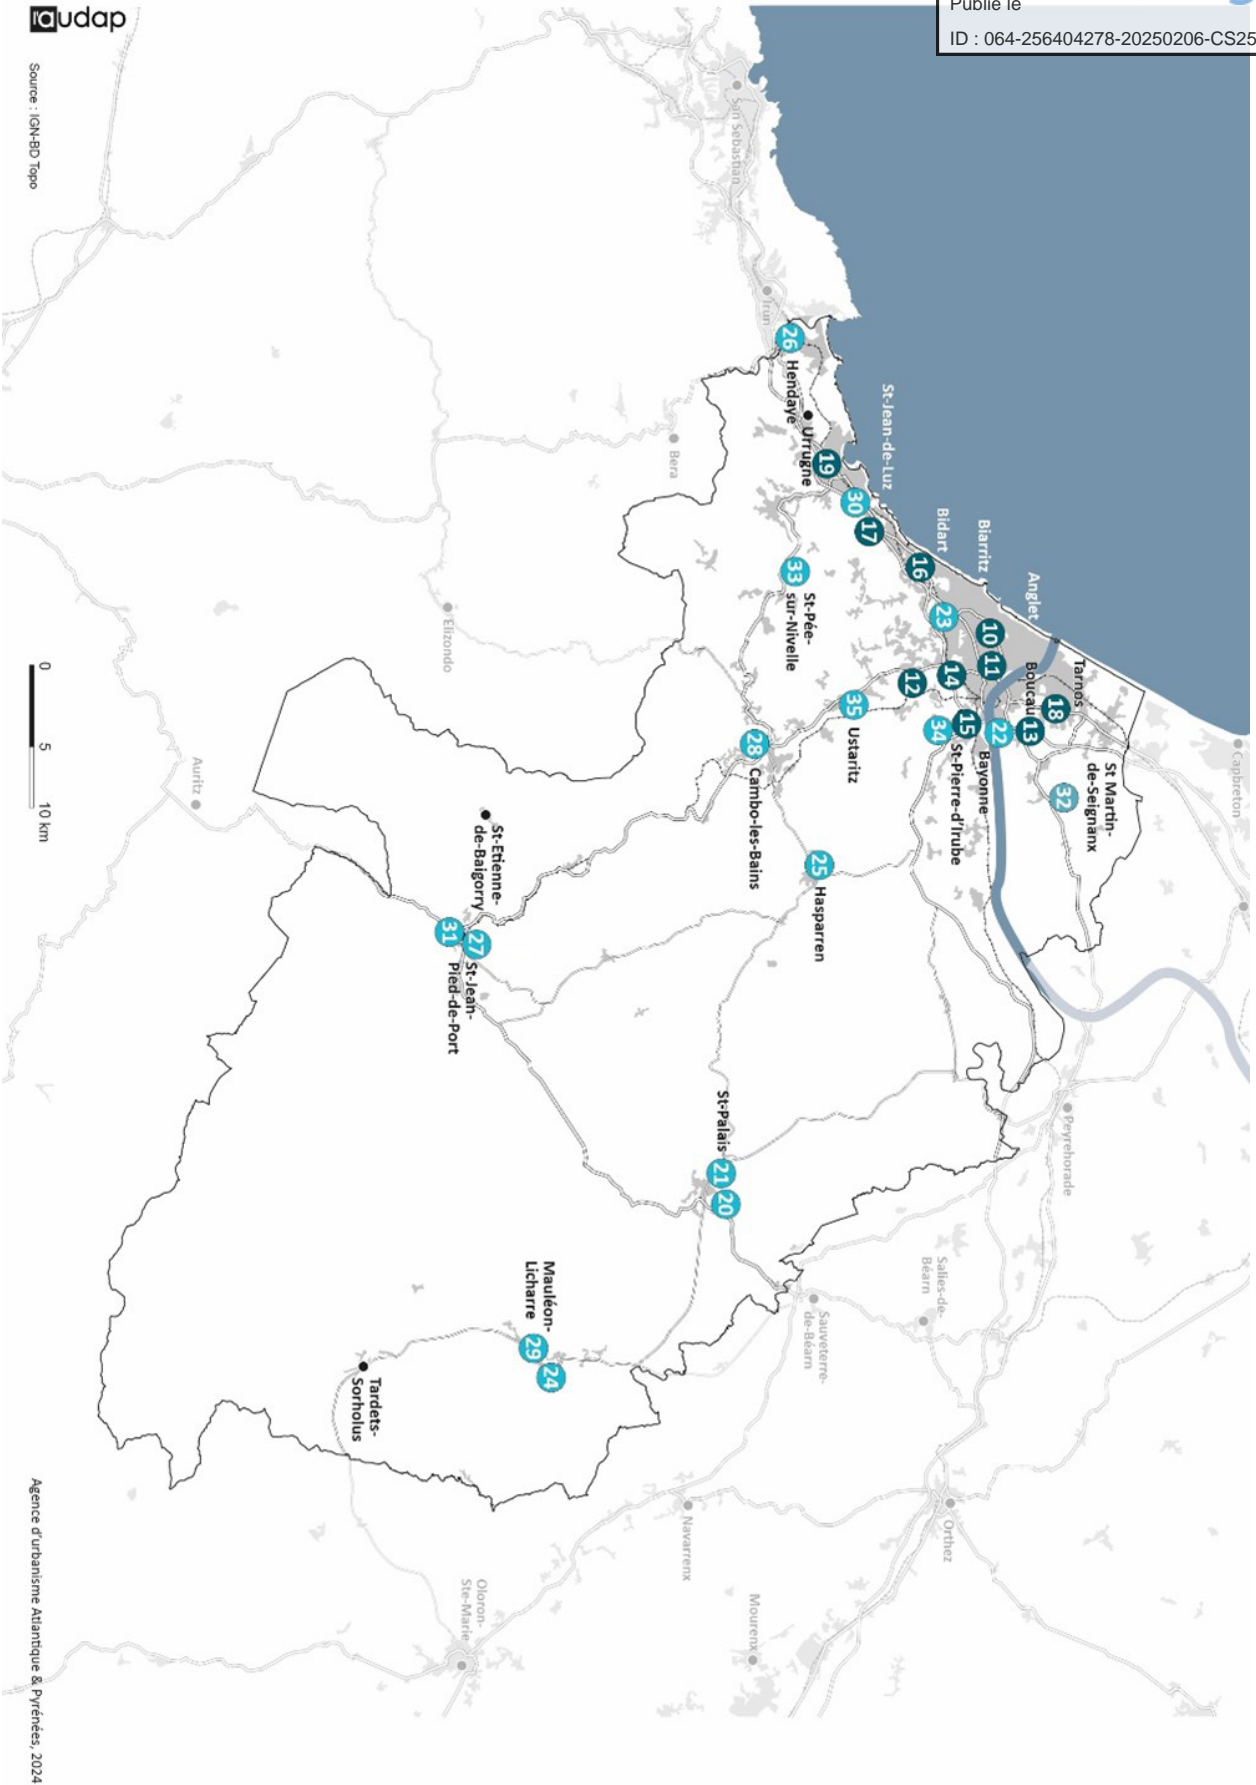 Publié le
ID : 064-256404278-20250206-CS25
audap
Source : IGN-BD Topo
San Sebastian
Irun
26
Hendaye
Urrugne
Bera
St-Jean-de-Luz
19
30
17
Bidart
16
Biarritz
Anglet
23
10
11
33
St-Pée-
sur-Nivelle
Elizondo
Tarnos
Boucau
18
13
14
12
15
34
22
35
Ustaritz
Bayonne
St-Pierre-d'Irube
St Martin-
de-Seignanx
32
Capbreton
28
Cambo-les-Bains
25
Hasparren
Auritz
St-Etienne-
de-Baigorry
31
27
St-Jean-
Pied-de-Port
Peyrehorade
St-Palais
21
20
Salies-de-
Béarn
Sauveterre-
de-Béarn
Mauléon-
Licharre
29
24
Tardets-
Sorholus
Orthez
Navarrenx
Mourenx
Oloron-
Ste-Marie
0
5
10 km
Agence d'urbanisme Atlantique & Pyrénées, 2024